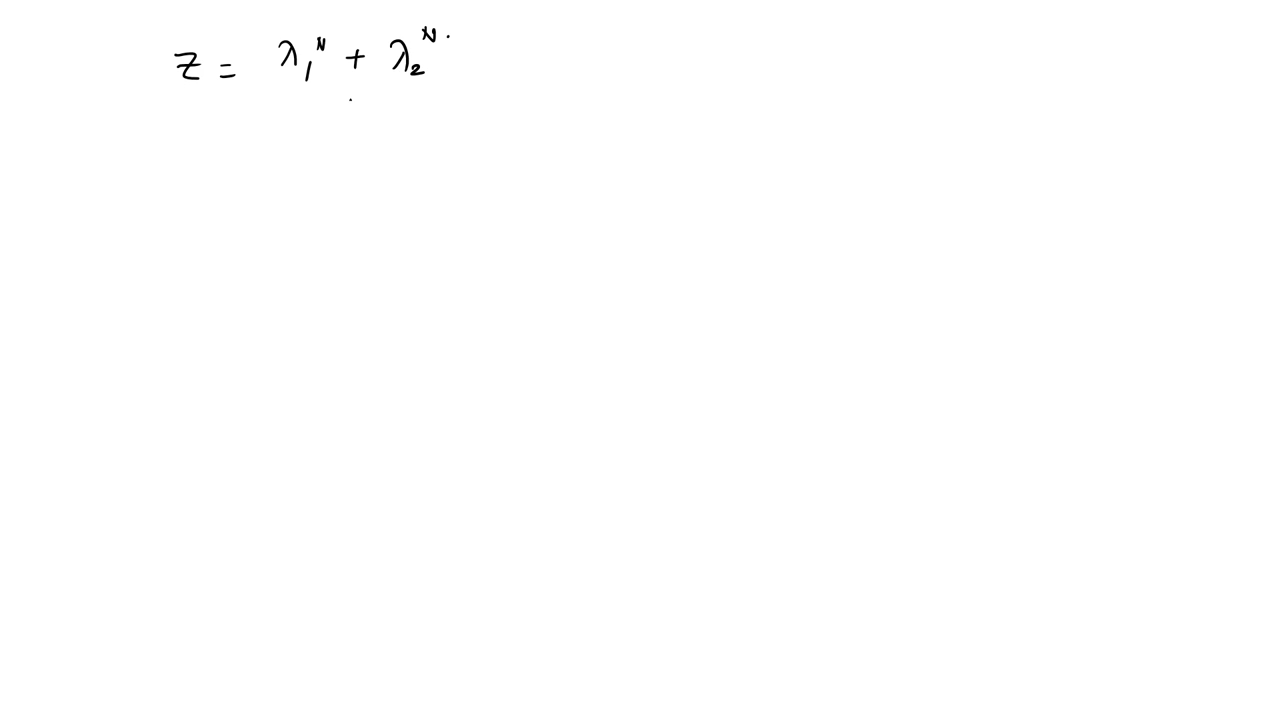 Z = λ₁ᴺ + λ₂ᴺ.